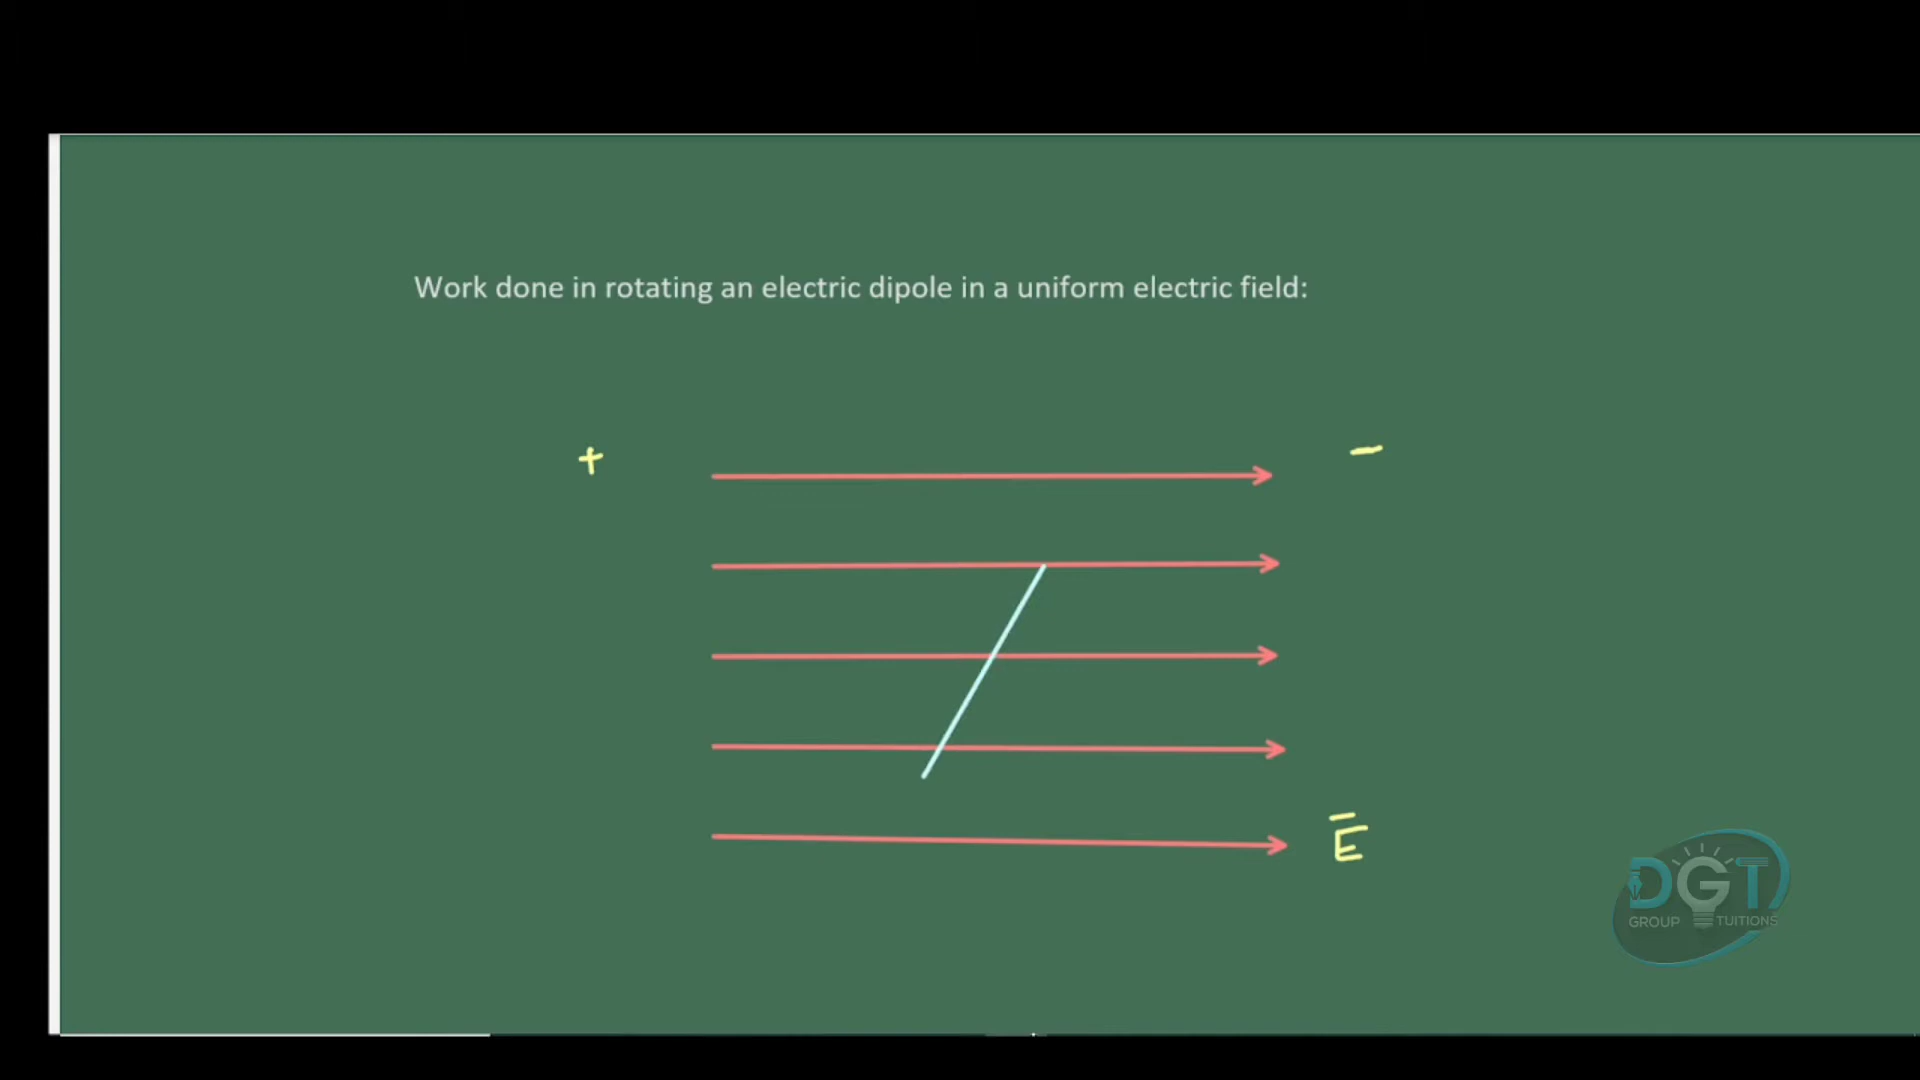 Work done in rotating an electric dipole in a uniform electric field:
+ −
E̅
DGT
GROUP TUITIONS